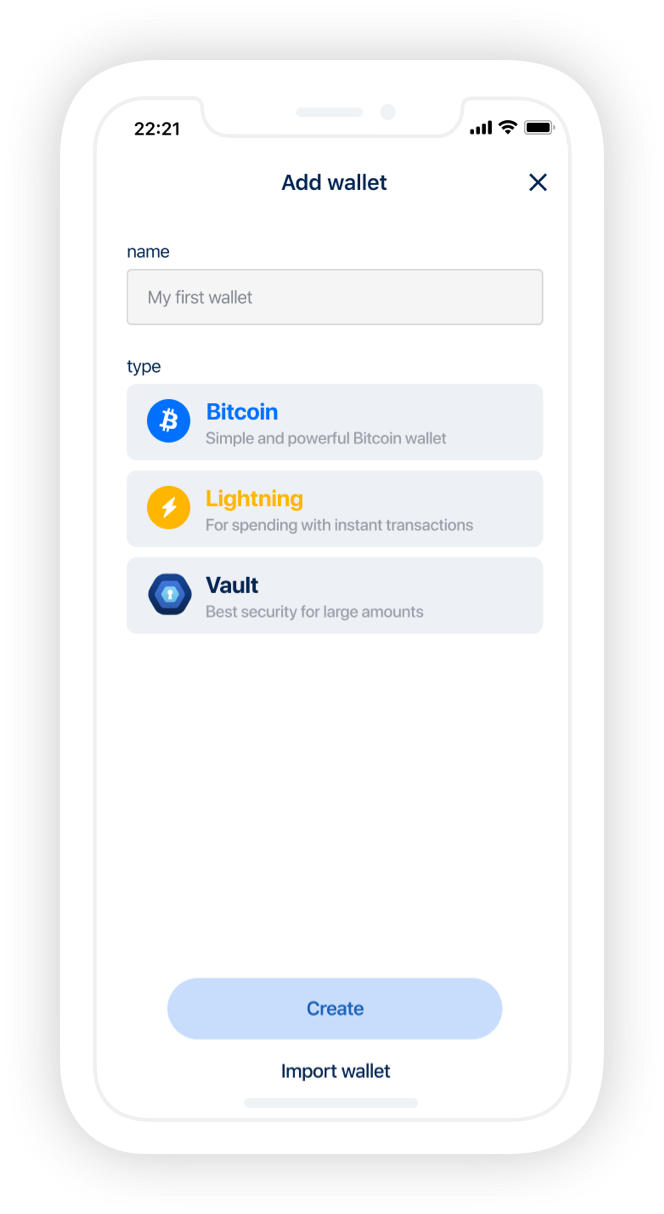 22:21
Add wallet
name
My first wallet
type
Bitcoin
Simple and powerful Bitcoin wallet
Lightning
For spending with instant transactions
Vault
Best security for large amounts
Create
Import wallet